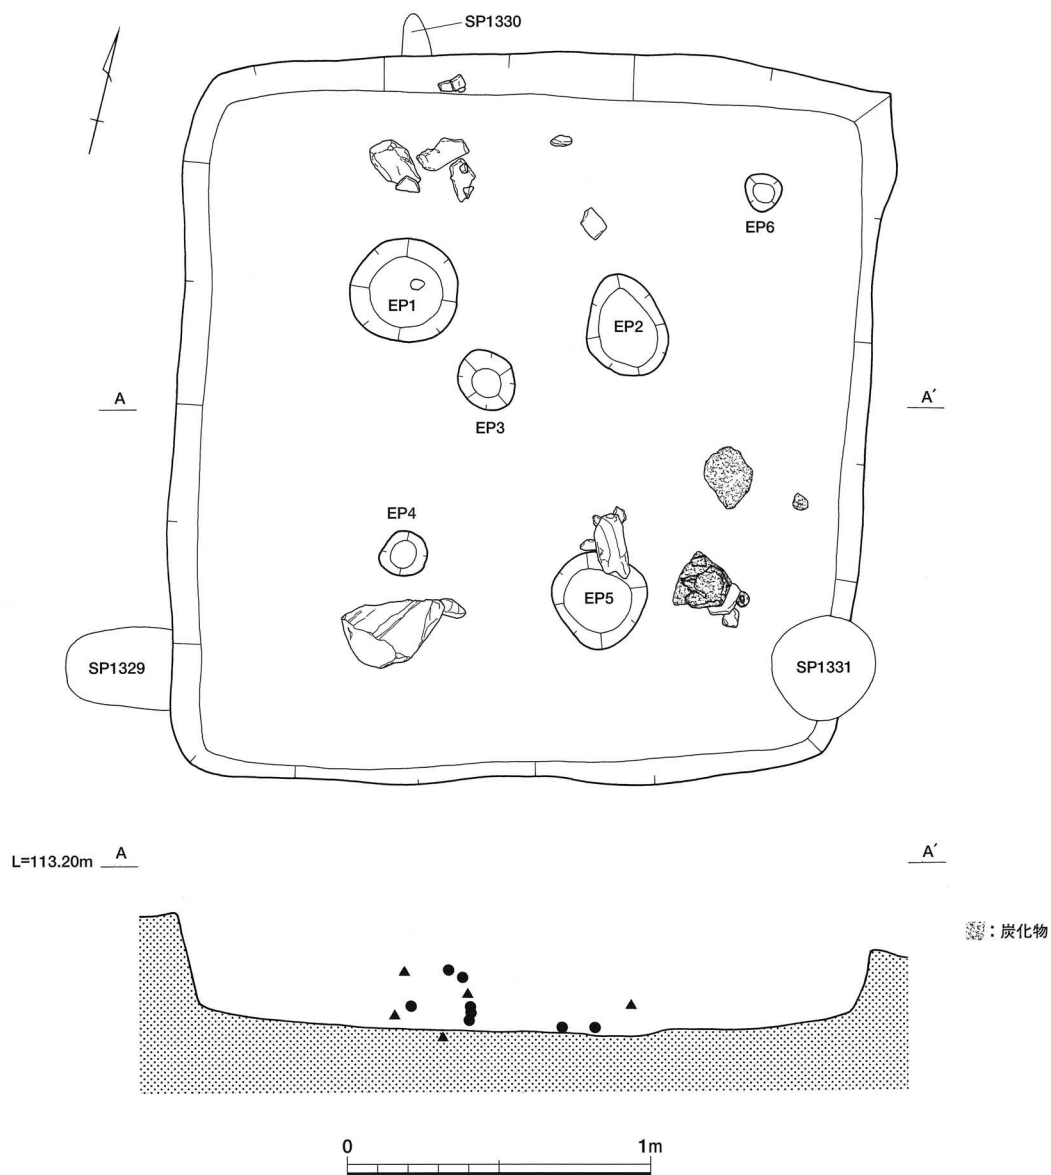 SP1330
EP6
EP1
EP2
A
A′
EP3
EP4
EP5
SP1329
SP1331
L=113.20m
A
A′
：炭化物
0
1m